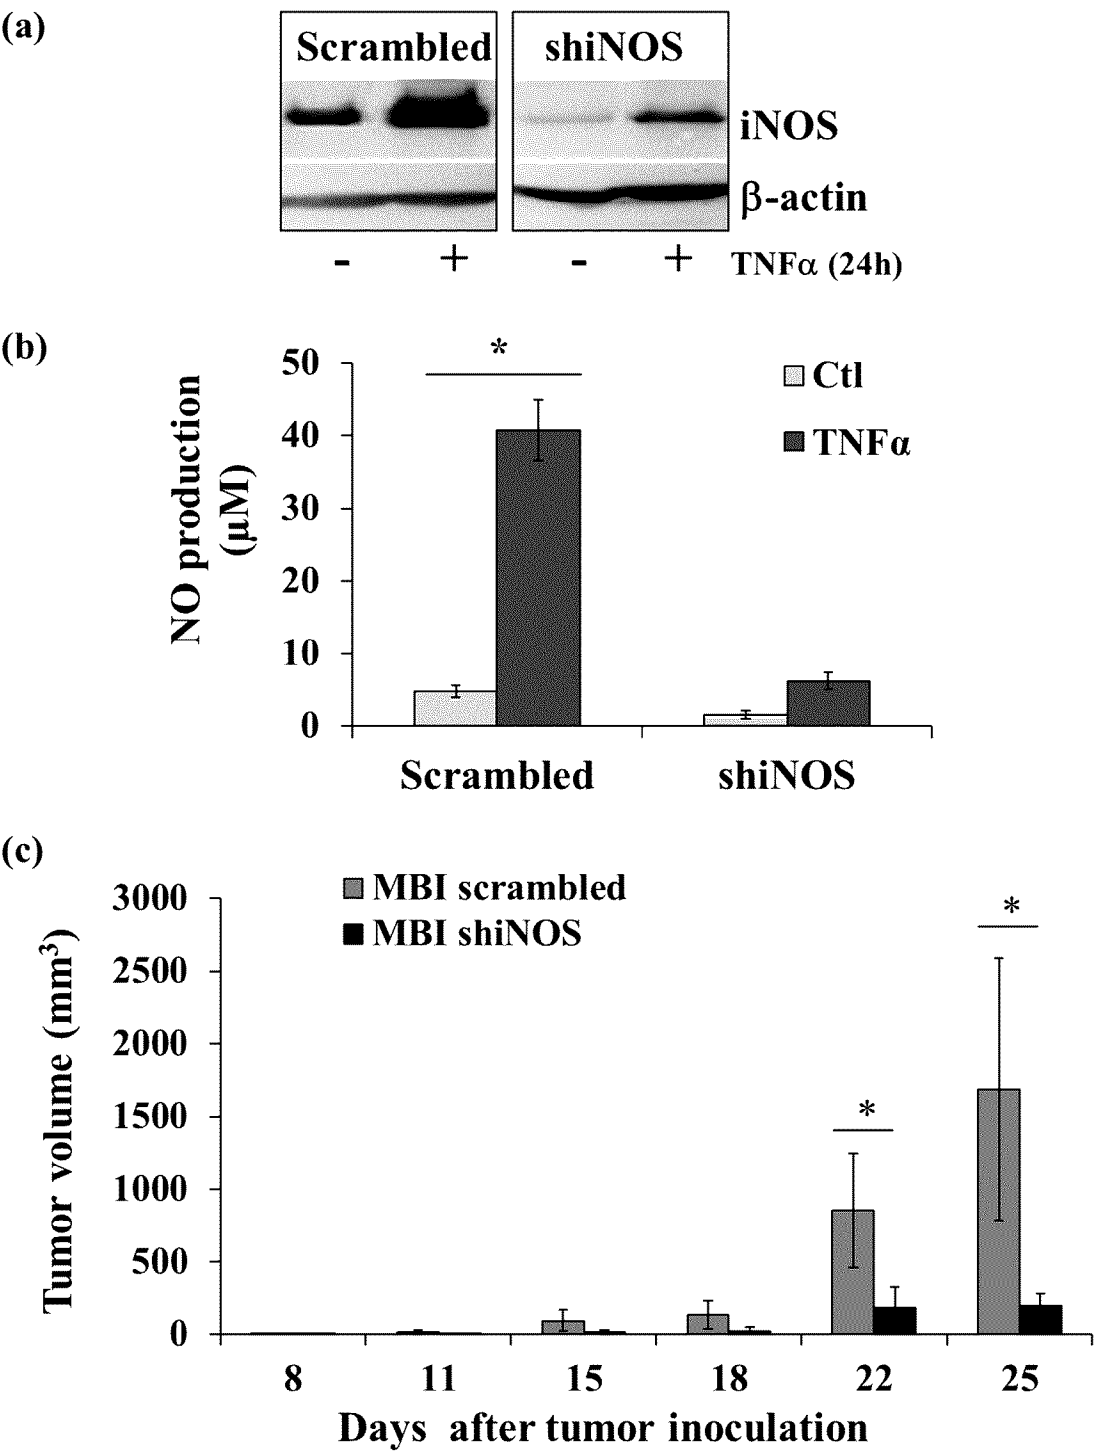 (a)
Scrambled shiNOS
iNOS
β-actin
- + - + TNFα (24h)
(b)
50
40
30
20
10
0
NO production
(μM)
*
Ctl
TNFα
Scrambled shiNOS
(c)
3000
2500
2000
1500
1000
500
0
Tumor volume (mm³)
MBI scrambled
MBI shiNOS
*
*
8 11 15 18 22 25
Days after tumor inoculation